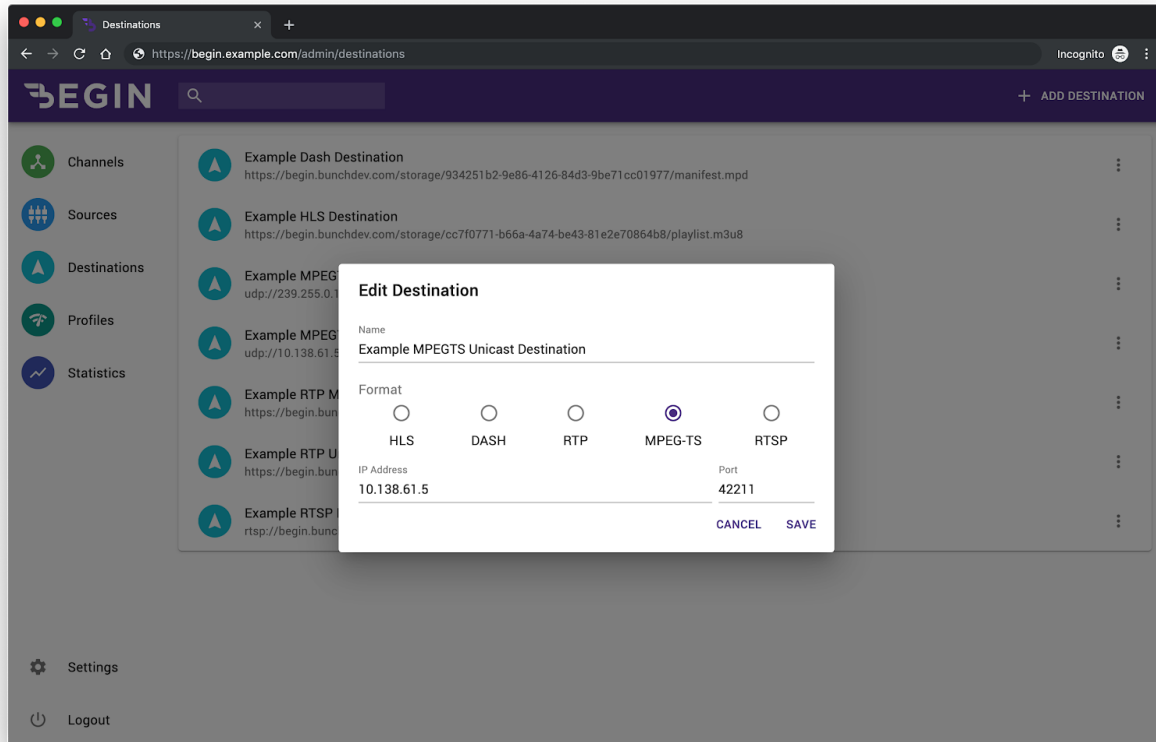 Destinations
https://begin.example.com/admin/destinations
Incognito
BEGIN
ADD DESTINATION
Channels
Sources
Destinations
Profiles
Statistics
Settings
Logout
Example Dash Destination
https://begin.bunchdev.com/storage/934251b2-9e86-4126-84d3-9be71cc01977/manifest.mpd
Example HLS Destination
https://begin.bunchdev.com/storage/cc7f0771-b66a-4a74-be43-81e2e70864b8/playlist.m3u8
Example MPEG
udp://239.255.0.1
Example MPEG
udp://10.138.61.5
Example RTP M
https://begin.bun
Example RTP U
https://begin.bun
Example RTSP
rtsp://begin.bunc
Edit Destination
Name
Example MPEGTS Unicast Destination
Format
HLS DASH RTP MPEG-TS RTSP
IP Address Port
10.138.61.5 42211
CANCEL SAVE